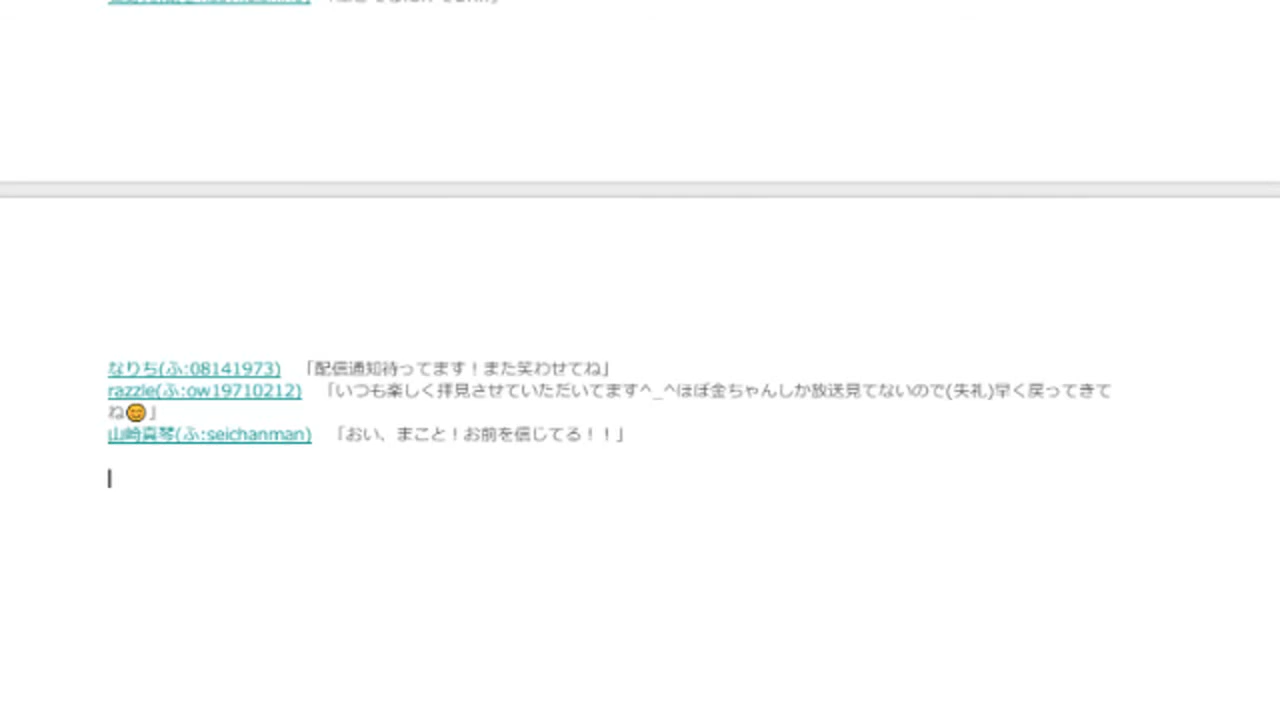 なりち(ふ:08141973) 「配信通知待ってます！また笑わせてね」
razzle(ふ:ow19710212) 「いつも楽しく拝見させていただいてます^_^ほぼ金ちゃんしか放送見てないので(失礼)早く戻ってきて
ね😊」
山崎真琴(ふ:seichanman) 「おい、まこと！お前を信じてる！！」